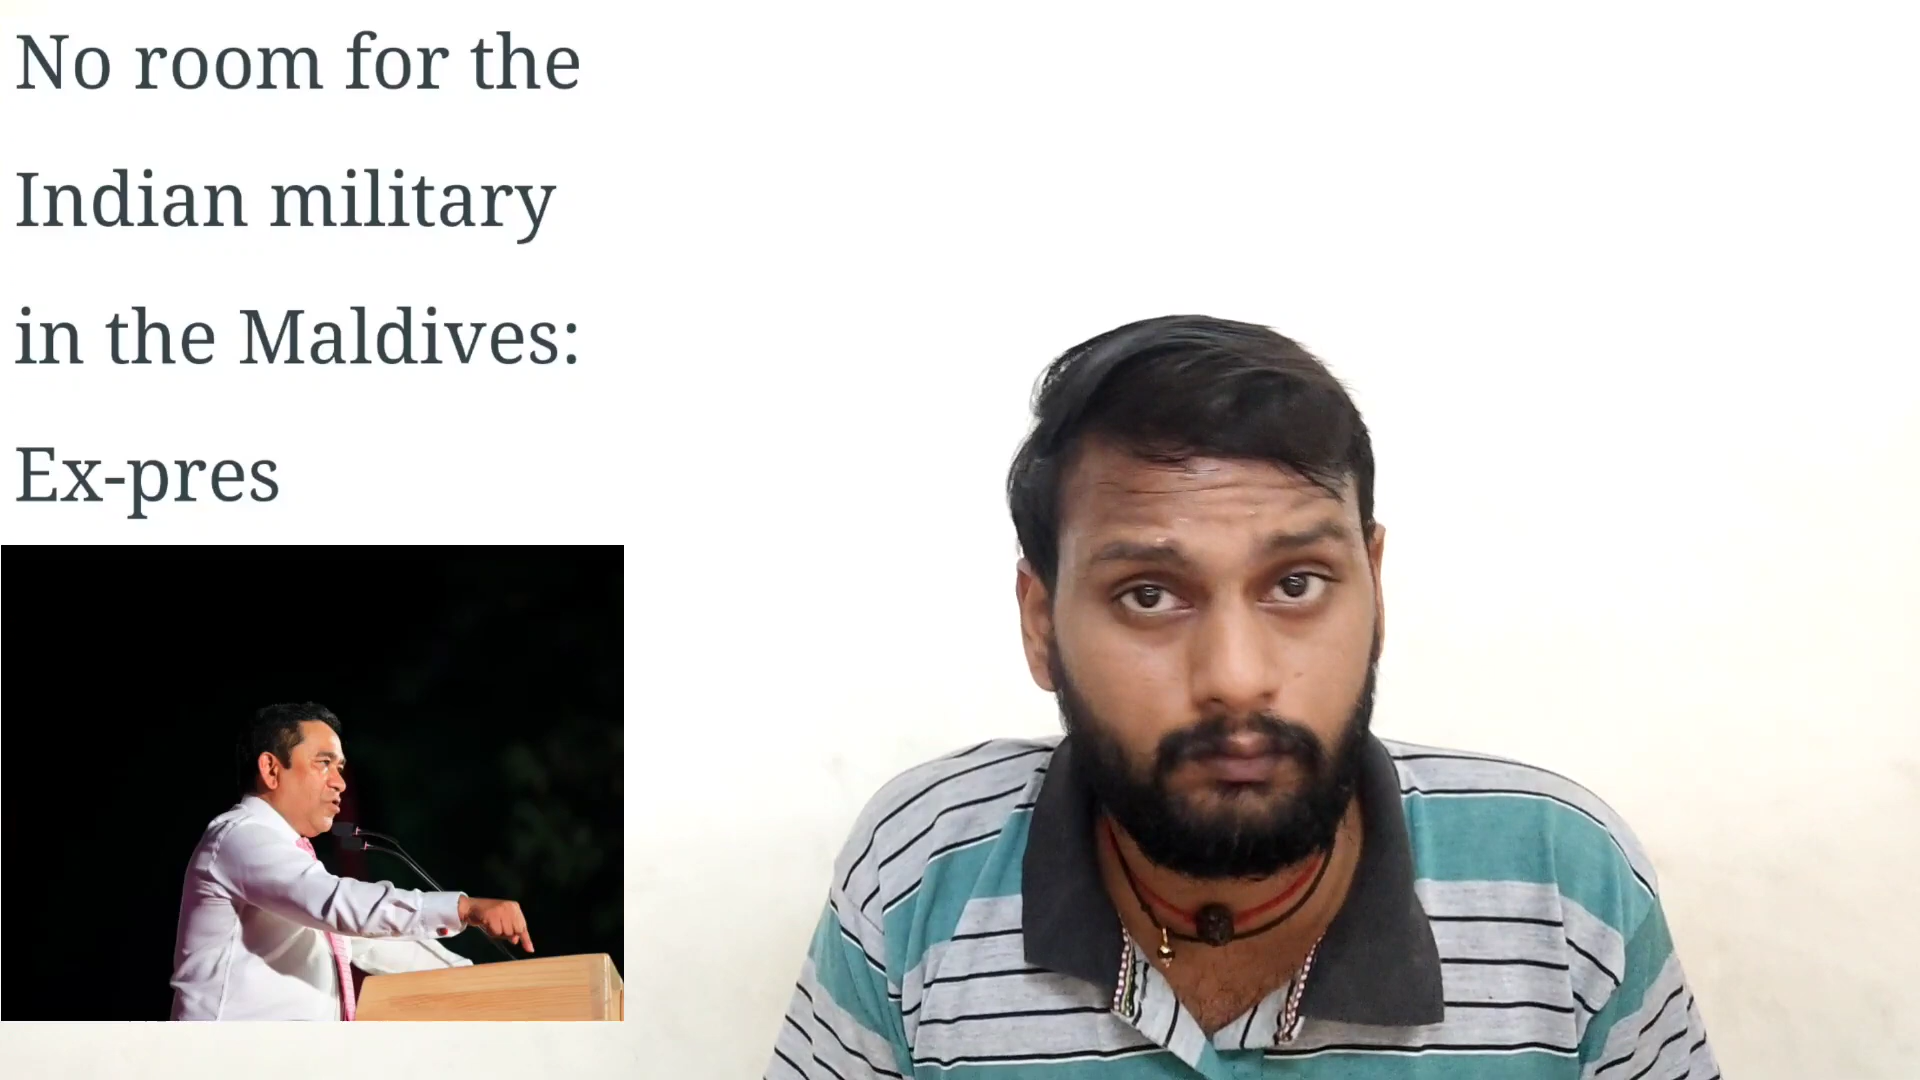 No room for the
Indian military
in the Maldives:
Ex-pres